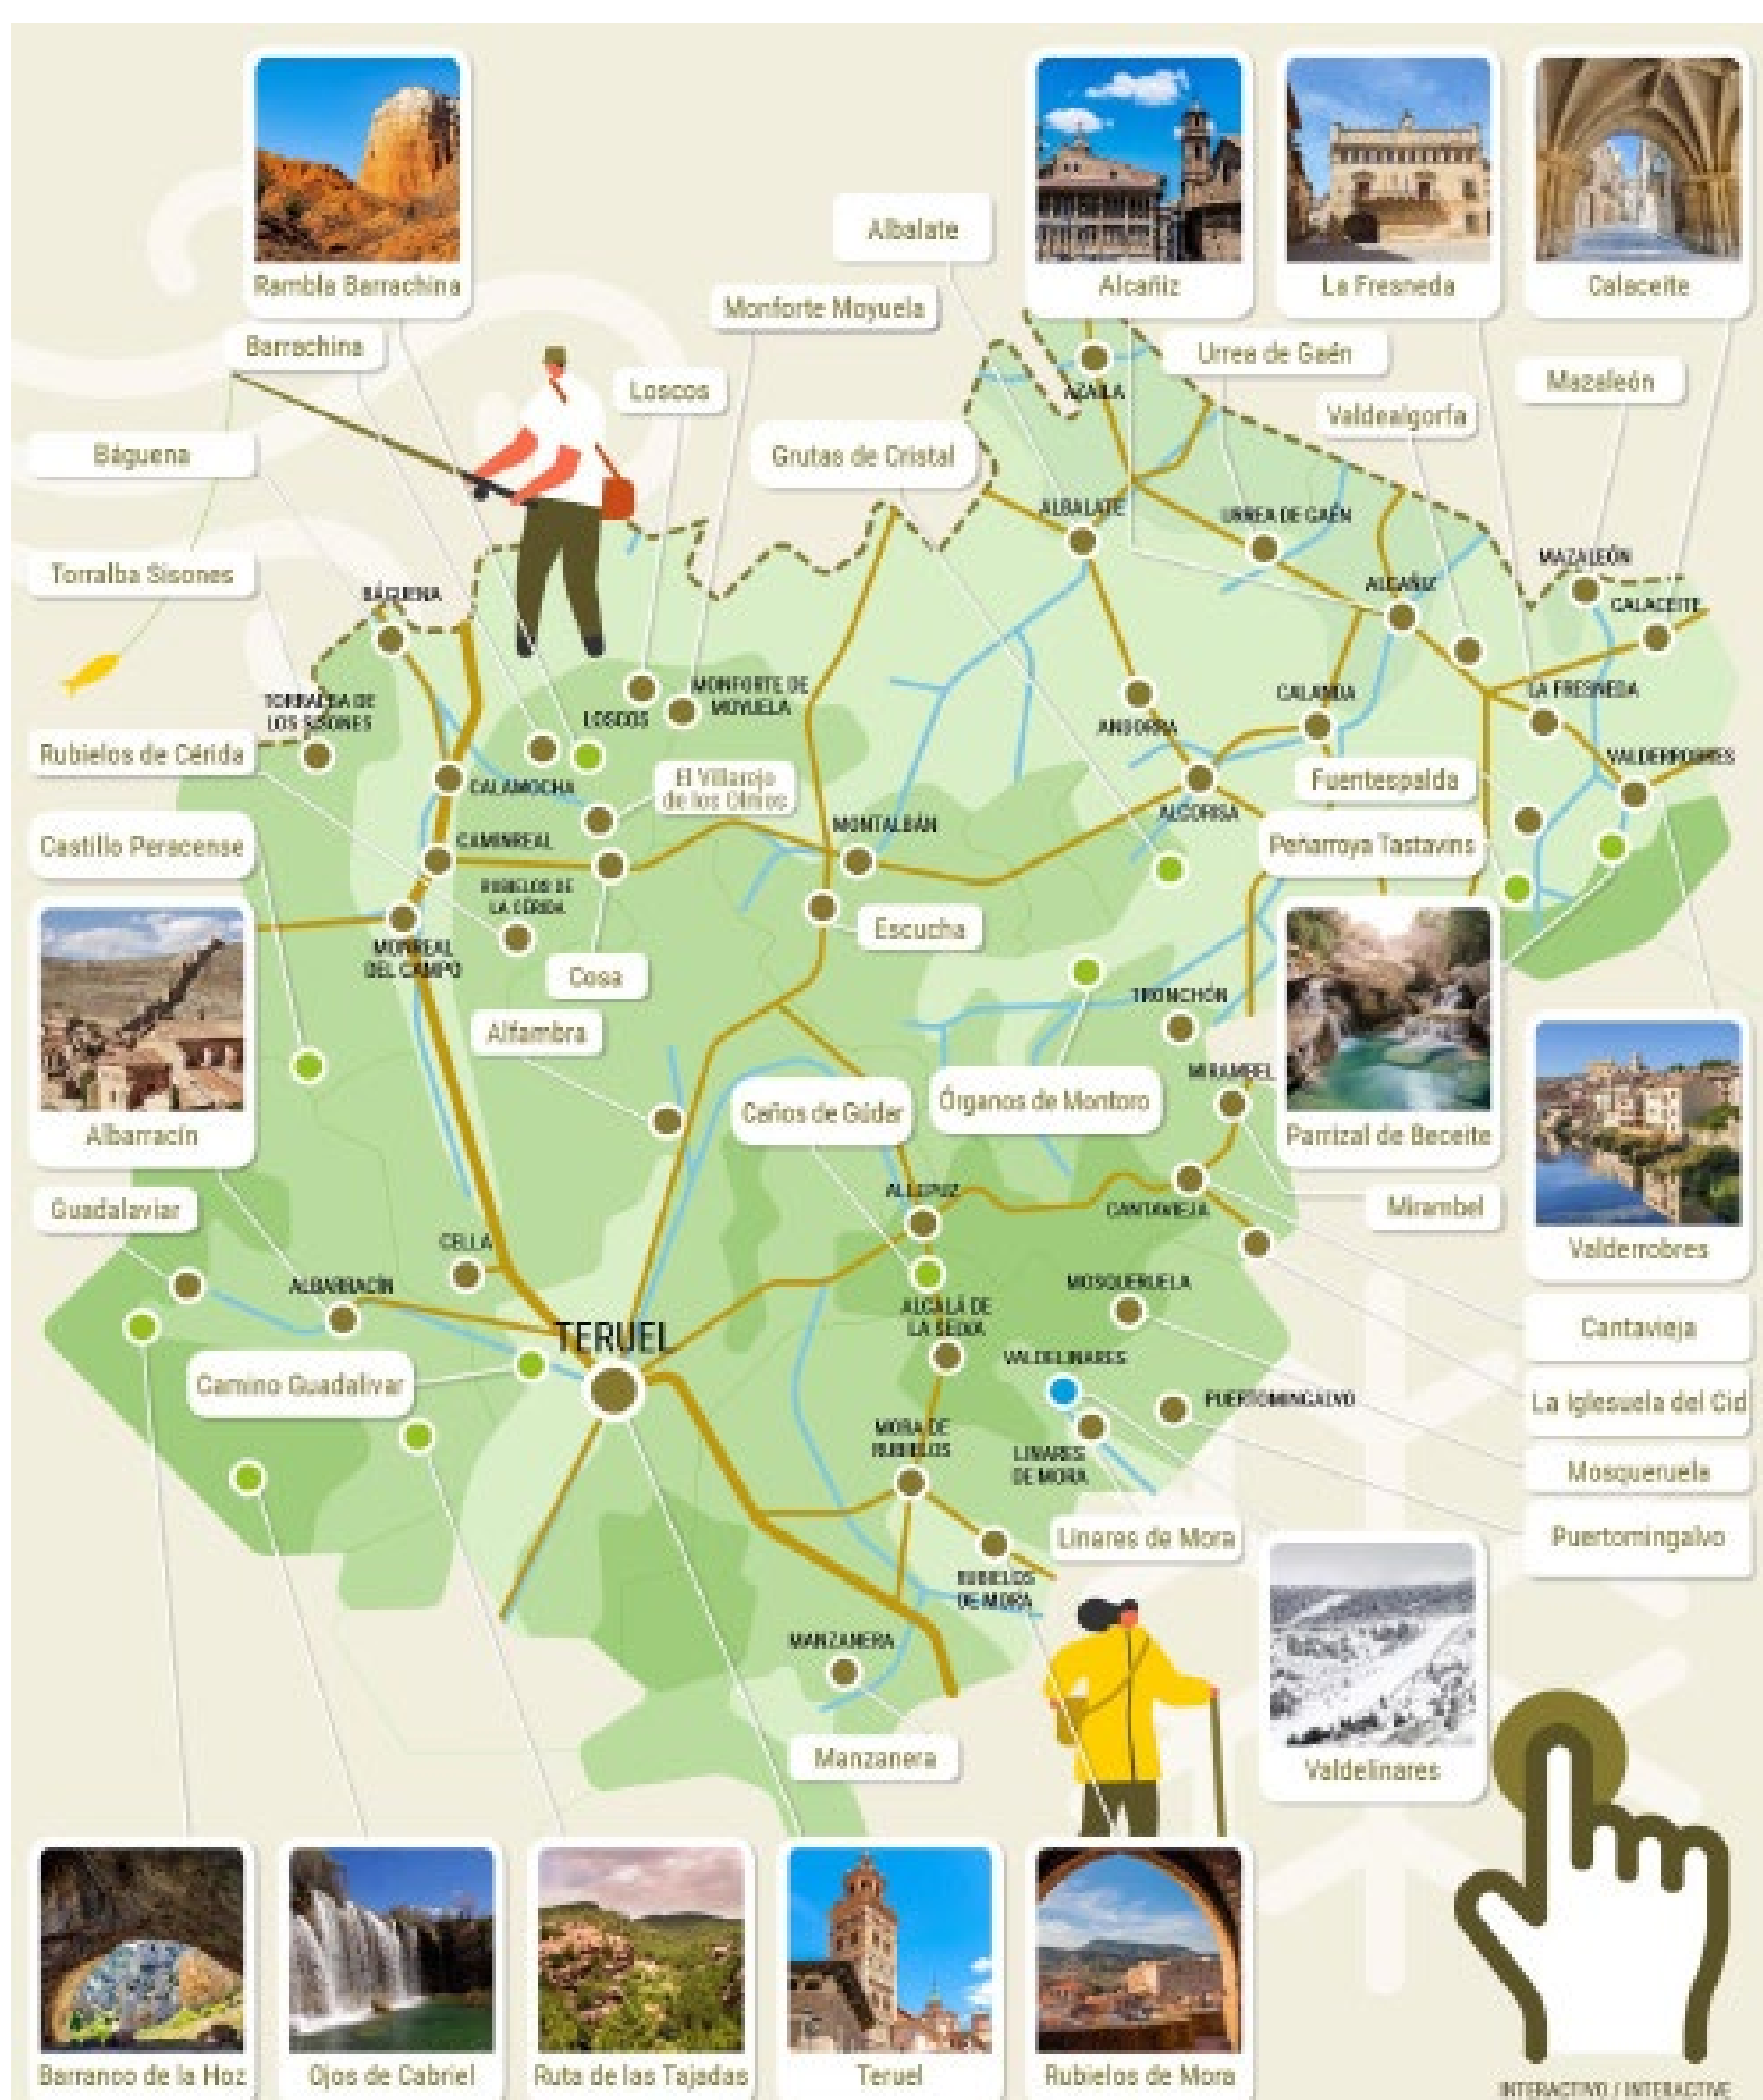 Rambla Barrachina
Alcañiz
La Fresneda
Calaceite
Albalate
Monforte Moyuela
Barrachina
Urrea de Gaén
Mazaleón
Loscos
Valdealgorfa
AZAILA
Báguena
Grutas de Cristal
ALBALATE
URREA DE GAÉN
Torralba Sisones
BÁGUENA
MAZALEÓN
ALCAÑIZ
CALACEITE
TORRALBA DE
LOS SISONES
LOSCOS
MONFORTE DE
MOYUELA
ANDORRA
CALANDA
LA FRESNEDA
Rubielos de Cérida
CALAMOCHA
El Villarejo
de los Olmos
VALDERROBRES
Fuentespalda
ALCORISA
Castillo Peracense
CAMINREAL
MONTALBÁN
Peñarroya Tastavins
RUBIELOS DE
LA CÉRIDA
MONREAL
DEL CAMPO
Escucha
Cosa
TRONCHÓN
Alfambra
MIRAMBEL
Caños de Gúdar
Órganos de Montoro
Albarracín
Parrizal de Beceite
Guadalaviar
ALLEPUZ
CANTAVIEJA
Mirambel
CELLA
Valderrobres
ALBARRACÍN
MOSQUERUELA
ALCALÁ DE
LA SELVA
TERUEL
VALDELINARES
Cantavieja
Camino Guadalivar
PUERTOMINGALVO
La Iglesuela del Cid
MORA DE
RUBIELOS
LINARES
DE MORA
Mosqueruela
Linares de Mora
Puertomingalvo
RUBIELOS
DE MORA
MANZANERA
Manzanera
Valdelinares
Barranco de la Hoz
Ojos de Cabriel
Ruta de las Tajadas
Teruel
Rubielos de Mora
INTERACTIVO / INTERACTIVE